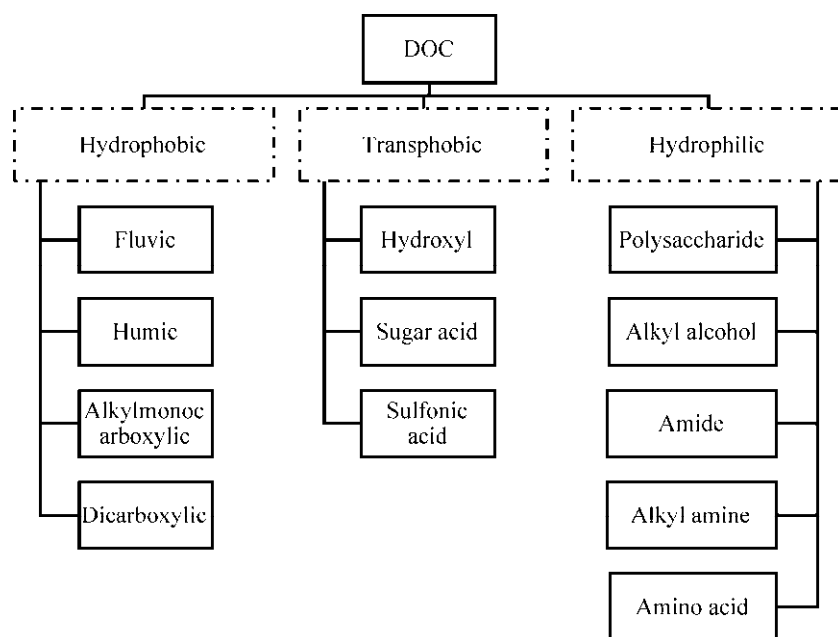 DOC
Hydrophobic
Transphobic
Hydrophilic
Fluvic
Humic
Alkylmonoc
arboxylic
Dicarboxylic
Hydroxyl
Sugar acid
Sulfonic
acid
Polysaccharide
Alkyl alcohol
Amide
Alkyl amine
Amino acid